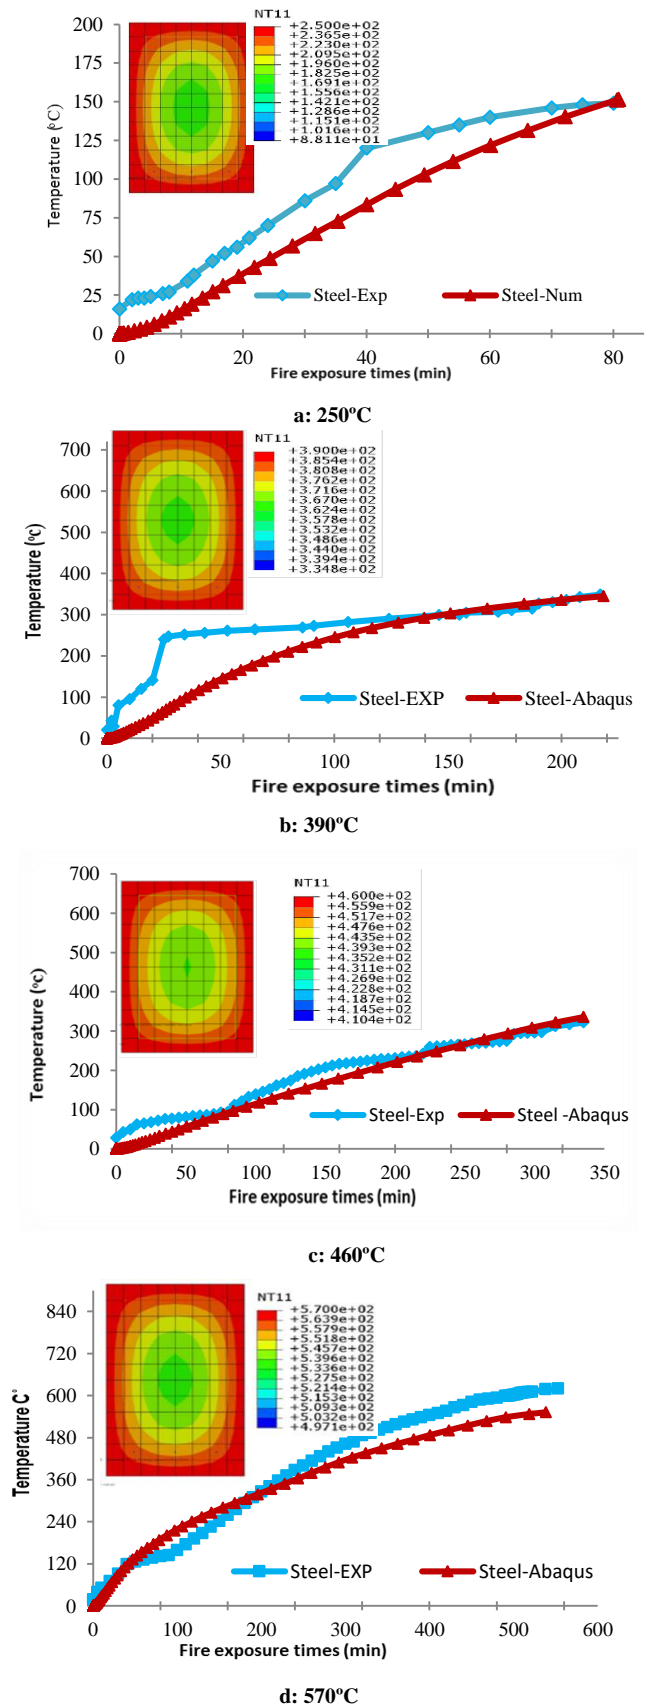 NT11
+2.500e+02
+2.365e+02
+2.230e+02
+2.095e+02
+1.960e+02
+1.825e+02
+1.691e+02
+1.556e+02
+1.421e+02
+1.286e+02
+1.151e+02
+1.016e+02
+8.811e+01
200
175
150
125
100
75
50
25
0
Temperature (ºC)
Steel-Exp
Steel-Num
0 20 40 60 80
Fire exposure times (min)
a: 250ºC
NT11
+3.900e+02
+3.854e+02
+3.808e+02
+3.762e+02
+3.716e+02
+3.670e+02
+3.624e+02
+3.578e+02
+3.532e+02
+3.486e+02
+3.440e+02
+3.394e+02
+3.348e+02
700
600
500
400
300
200
100
0
Temperature (ºc)
Steel-EXP
Steel-Abaqus
0 50 100 150 200
Fire exposure times (min)
b: 390ºC
NT11
+4.600e+02
+4.559e+02
+4.517e+02
+4.476e+02
+4.435e+02
+4.393e+02
+4.352e+02
+4.311e+02
+4.269e+02
+4.228e+02
+4.187e+02
+4.145e+02
+4.104e+02
700
600
500
400
300
200
100
0
Temperature (ºc)
Steel-Exp
Steel -Abaqus
0 50 100 150 200 250 300 350
Fire exposure times (min)
c: 460ºC
NT11
+5.700e+02
+5.639e+02
+5.579e+02
+5.518e+02
+5.457e+02
+5.396e+02
+5.336e+02
+5.275e+02
+5.214e+02
+5.153e+02
+5.093e+02
+5.032e+02
+4.971e+02
840
720
600
480
360
240
120
0
Temperature C°
Steel-EXP
Steel-Abaqus
0 100 200 300 400 500 600
Fire exposure times (min)
d: 570ºC